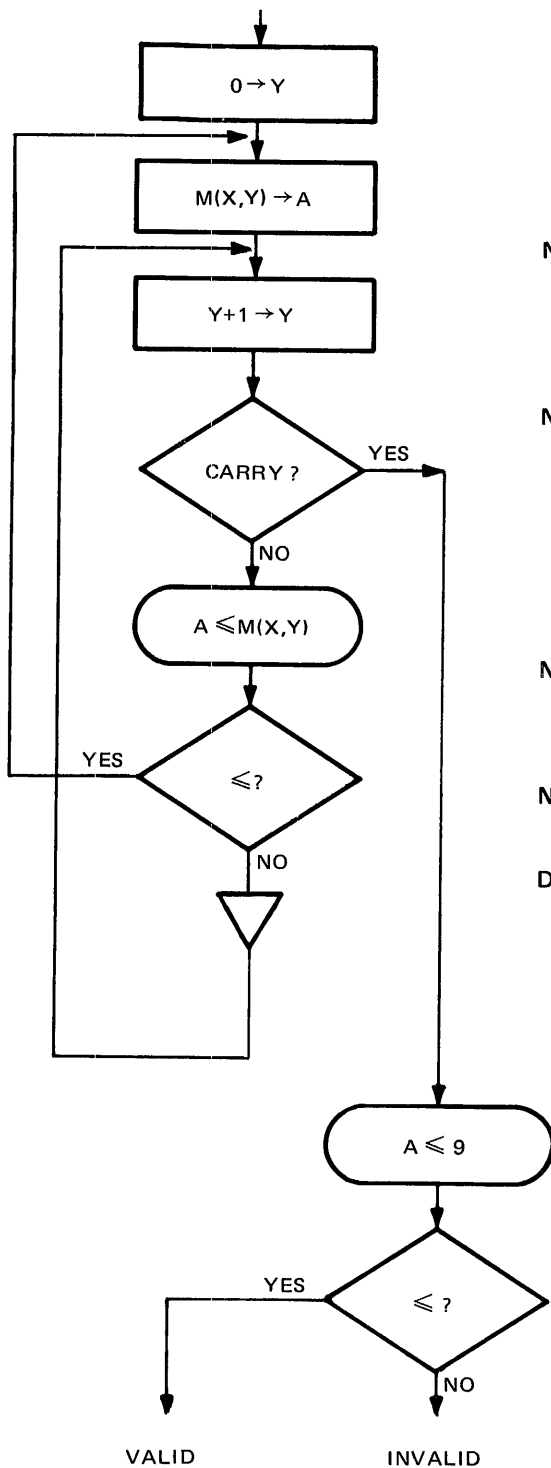 0 → Y
M(X,Y) → A
N
Y+1 → Y
N
YES
CARRY ?
NO
A ⩽ M(X,Y)
N
YES
⩽ ?
N
NO
D
A ⩽ 9
YES
⩽ ?
NO
VALID
INVALID